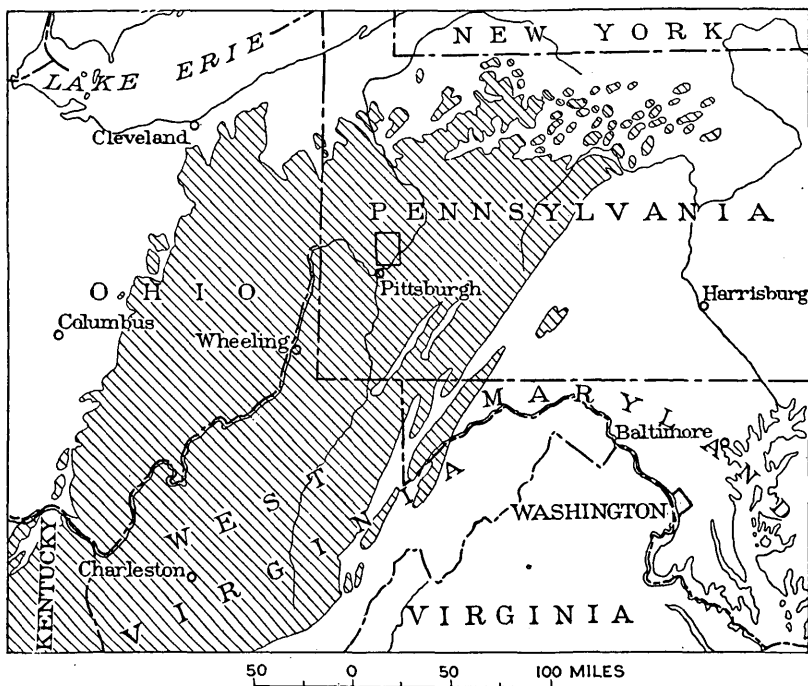 NEW YORK
LAKE ERIE
Cleveland
PENNSYLVANIA
OHIO
Pittsburgh
Harrisburg
Columbus
Wheeling
MARYLAND
Baltimore
WEST VIRGINIA
WASHINGTON
Charleston
KENTUCKY
VIRGINIA
50 0 50 100 MILES